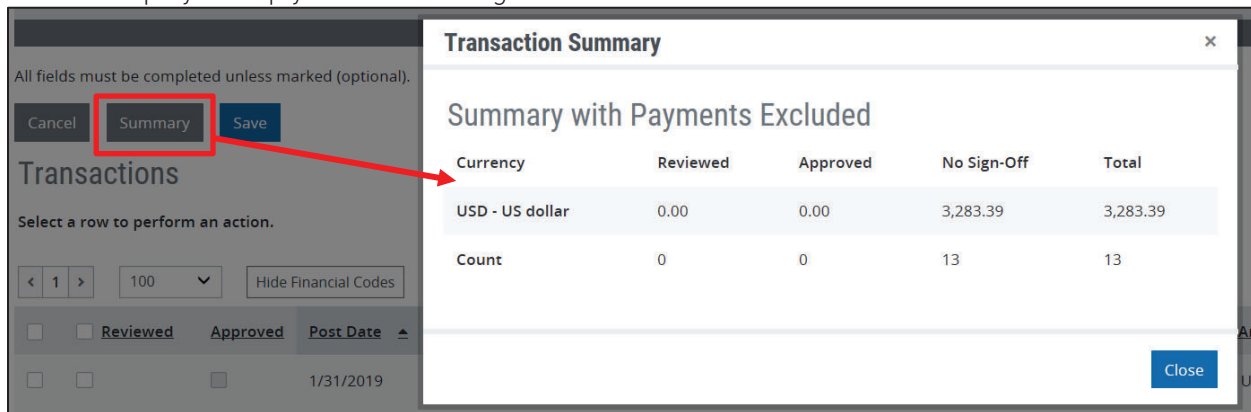 Transaction Summary ×
All fields must be completed unless marked (optional).
Cancel Summary Save
Summary with Payments Excluded
Currency Reviewed Approved No Sign-Off Total
Transactions
USD - US dollar 0.00 0.00 3,283.39 3,283.39
Select a row to perform an action.
Count 0 0 13 13
< 1 > 100 Hide Financial Codes
Reviewed Approved Post Date
Close
1/31/2019